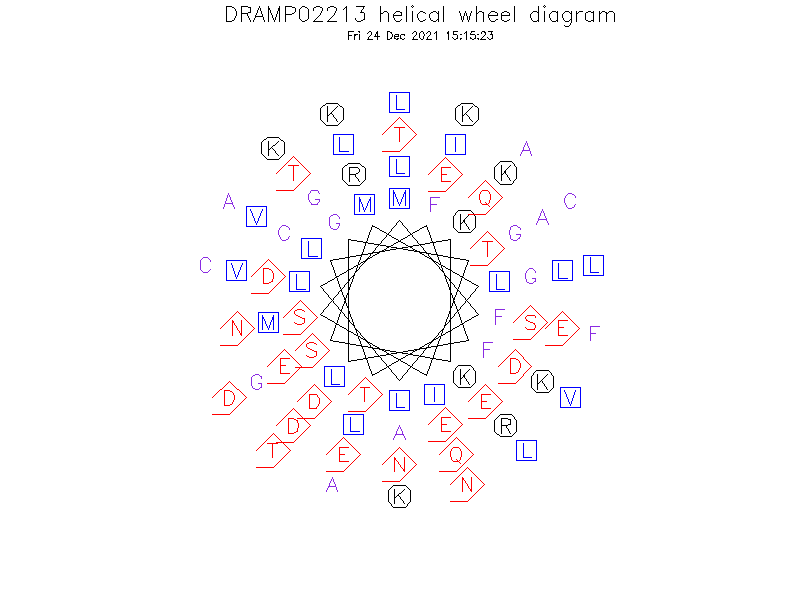 DRAMP02213 helical wheel diagram
Fri 24 Dec 2021 15:15:23
L
K K
T
K L I A
T R L E K
A G M M F Q C
V G K A
C G
L T
C V D L L G L L
N M S F S E F
S F
E L K D
G K
D D T L I E V
D L A E R
T E N Q L
A N
K